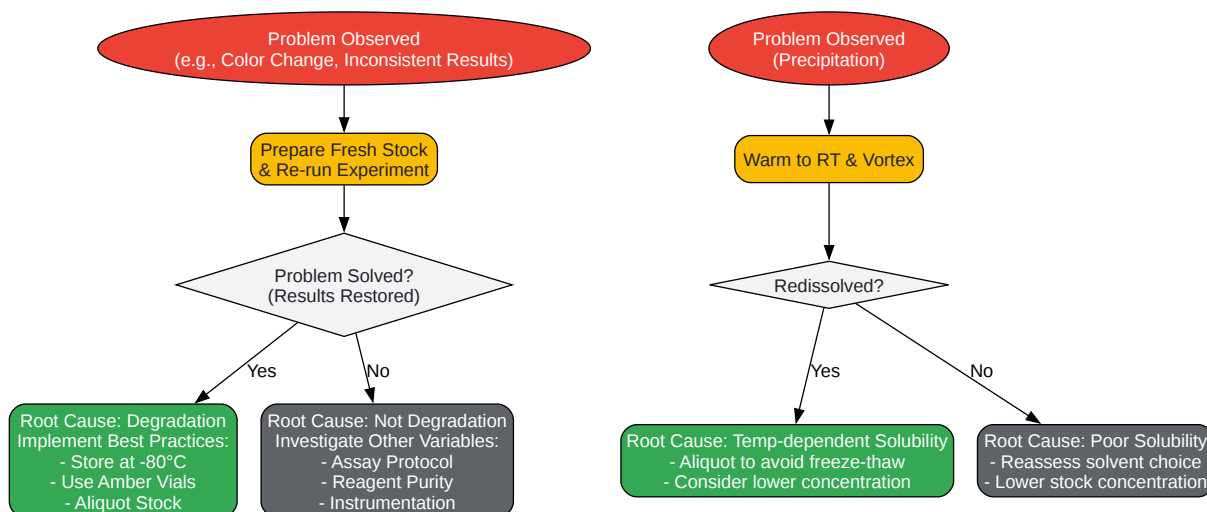 Problem Observed
(e.g., Color Change, Inconsistent Results)
Prepare Fresh Stock
& Re-run Experiment
Problem Solved?
(Results Restored)
Yes
No
Root Cause: Degradation
Implement Best Practices:
- Store at -80°C
- Use Amber Vials
- Aliquot Stock
Root Cause: Not Degradation
Investigate Other Variables:
- Assay Protocol
- Reagent Purity
- Instrumentation
Problem Observed
(Precipitation)
Warm to RT & Vortex
Redissolved?
Yes
No
Root Cause: Temp-dependent Solubility
- Aliquot to avoid freeze-thaw
- Consider lower concentration
Root Cause: Poor Solubility
- Reassess solvent choice
- Lower stock concentration